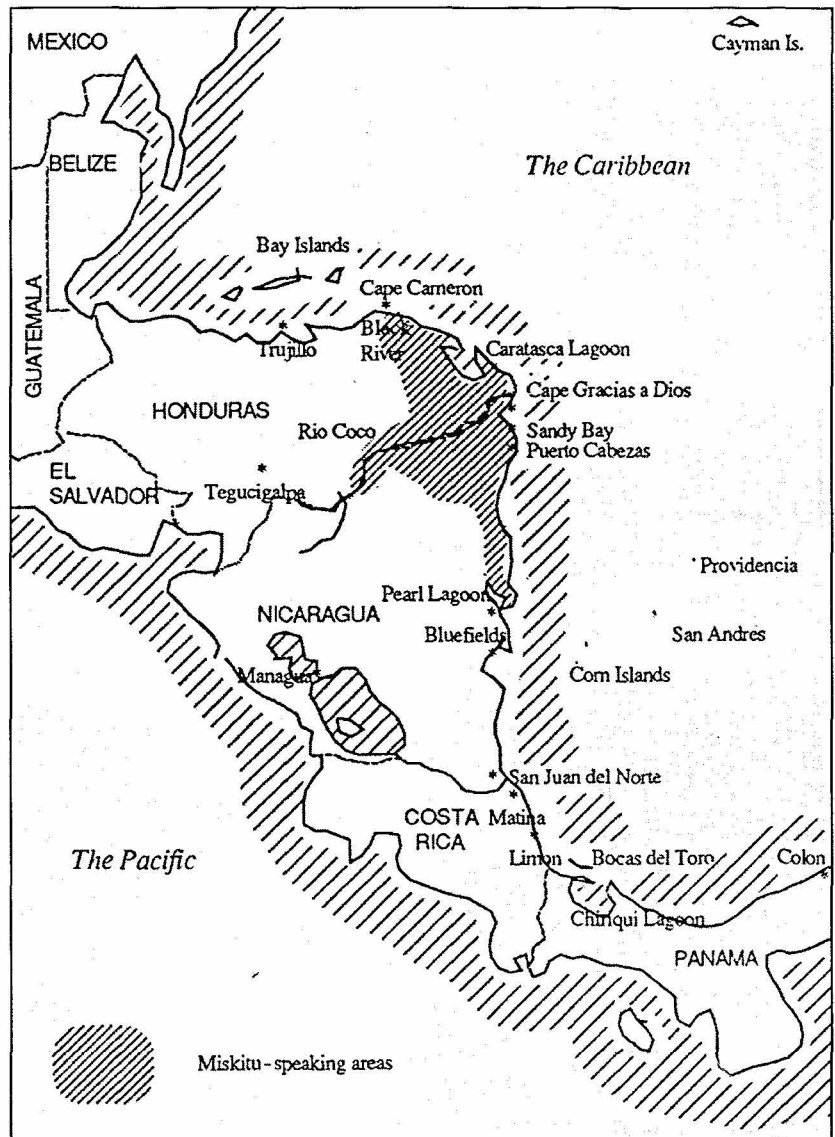 MEXICO
Cayman Is.
BELIZE
The Caribbean
Bay Islands
GUATEMALA
Cape Cameron
Black
River
Trujillo
Caratasca Lagoon
HONDURAS
Cape Gracias a Dios
Rio Coco
Sandy Bay
Puerto Cabezas
EL
SALVADOR
Tegucigalpa
Providencia
Pearl Lagoon
NICARAGUA
Bluefields
San Andres
Managua
Corn Islands
San Juan del Norte
COSTA
RICA
Matina
The Pacific
Limon
Bocas del Toro
Colon
Chiriqui Lagoon
PANAMA
Miskitu-speaking areas